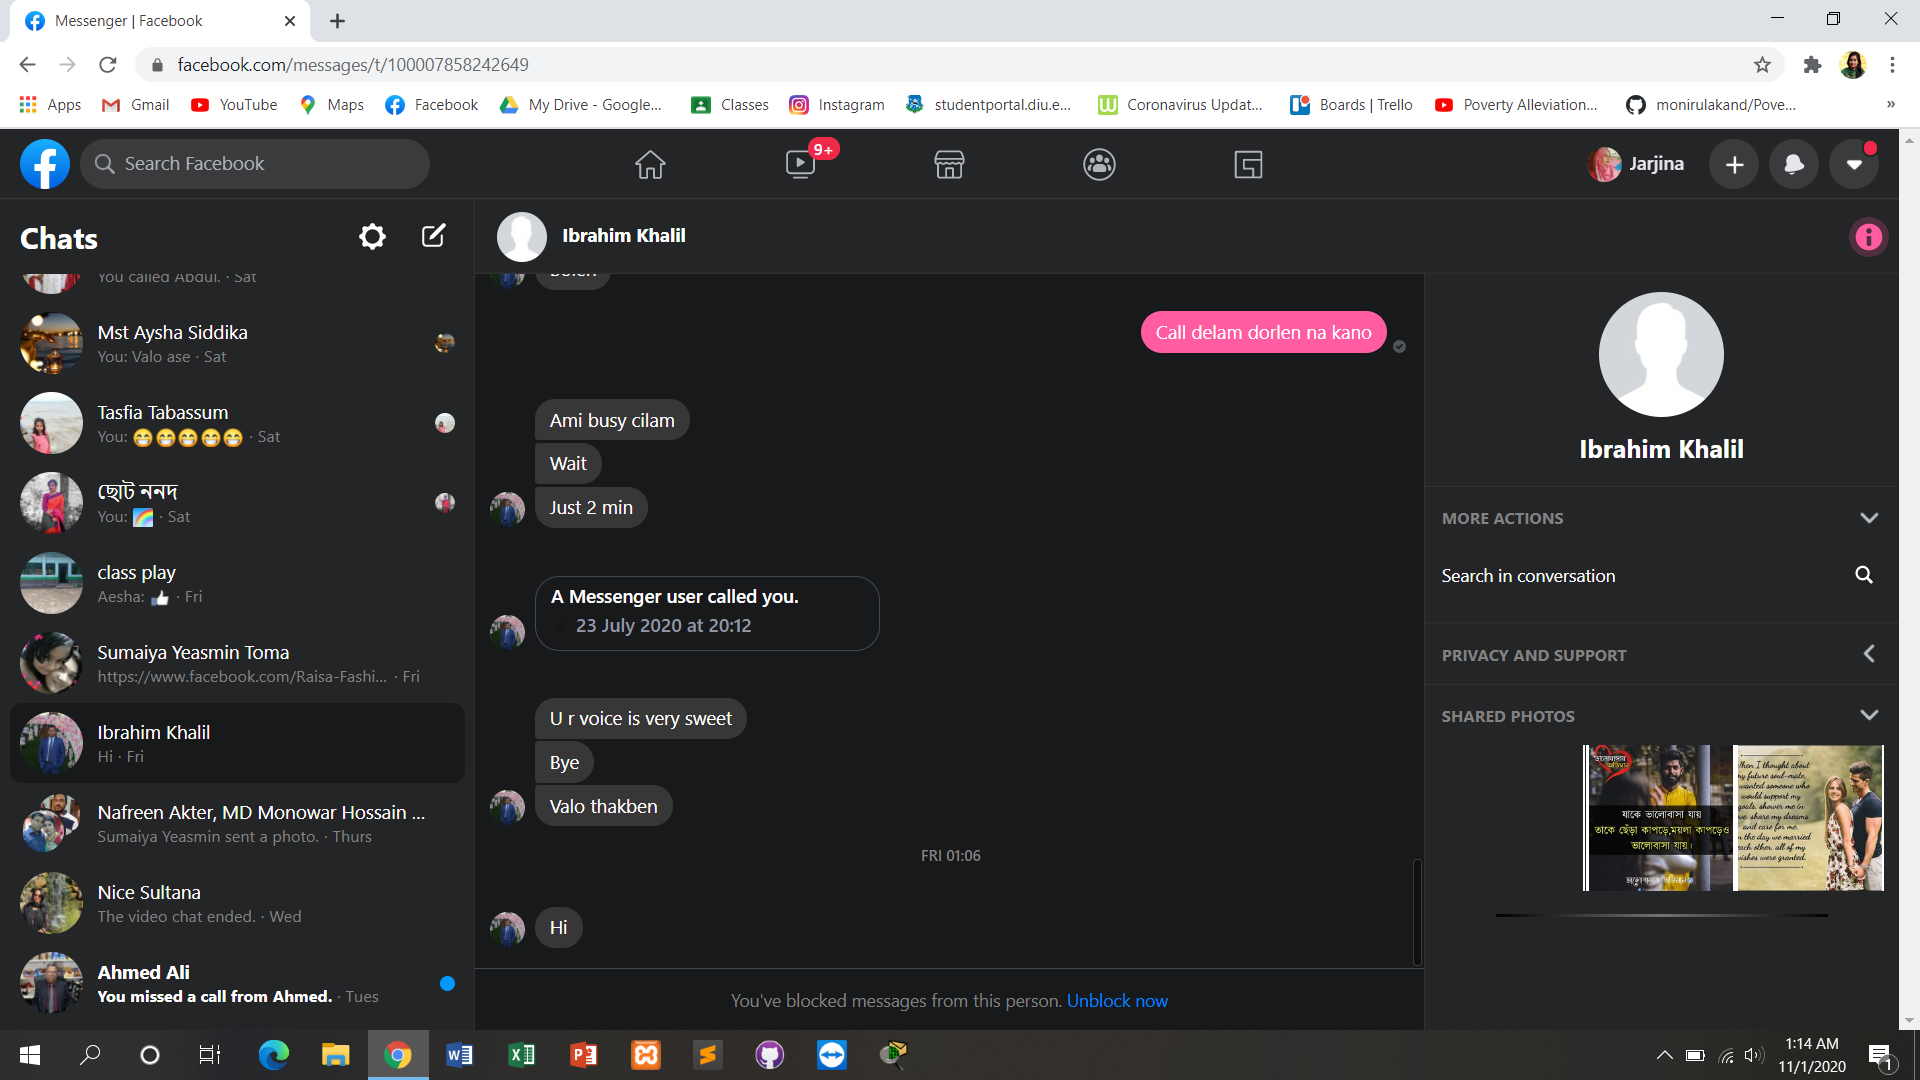 Messenger | Facebook
facebook.com/messages/t/100007858242649
Apps
Gmail
YouTube
Maps
Facebook
My Drive - Google...
Classes
Instagram
studentportal.diu.e...
Coronavirus Updat...
Boards | Trello
Poverty Alleviation...
monirulakand/Pove...
Search Facebook
9+
Jarjina
Chats
You called Abdul. · Sat
Mst Aysha Siddika
You: Valo ase · Sat
Tasfia Tabassum
You: 😁😁😁😁😁 · Sat
ছোট ননদ
You: 🌈 · Sat
class play
Aesha: 👍 · Fri
Sumaiya Yeasmin Toma
https://www.facebook.com/Raisa-Fashi... · Fri
Ibrahim Khalil
Hi · Fri
Nafreen Akter, MD Monowar Hossain ...
Sumaiya Yeasmin sent a photo. · Thurs
Nice Sultana
The video chat ended. · Wed
Ahmed Ali
You missed a call from Ahmed. · Tues
Ibrahim Khalil
Call delam dorlen na kano
Ami busy cilam
Wait
Just 2 min
A Messenger user called you.
23 July 2020 at 20:12
U r voice is very sweet
Bye
Valo thakben
FRI 01:06
Hi
You've blocked messages from this person. Unblock now
Ibrahim Khalil
MORE ACTIONS
Search in conversation
PRIVACY AND SUPPORT
SHARED PHOTOS
যাকে ভালোবাসা যায়
তাকে ছেঁড়া কাপড়ে,ময়লা কাপড়েও
ভালোবাসা যায়।
When I thought about
my future soul-mate,
wanted someone who
would support my
goals, shower me in
love, share my dreams
and care for me.
On the day we married
each other, all of my
wishes were granted.
1:14 AM
11/1/2020
1